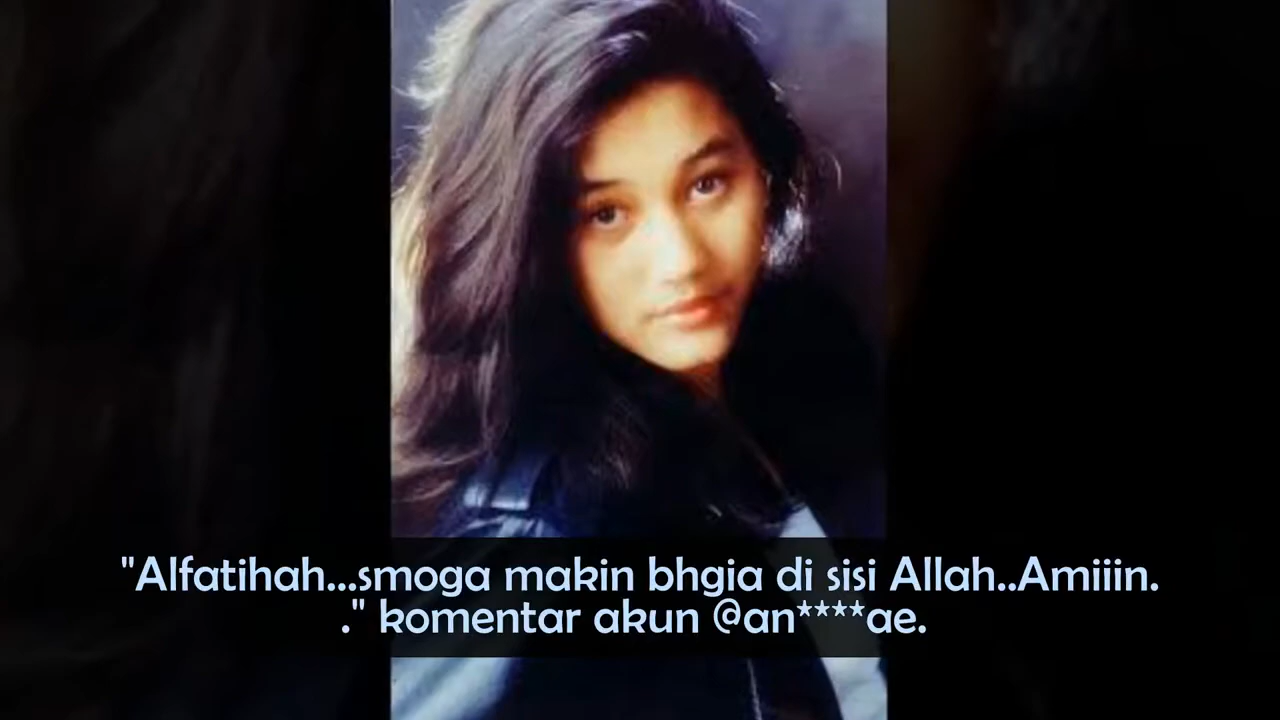 "Alfatihah...smoga makin bhgia di sisi Allah..Amiiin.
." komentar akun @an****ae.